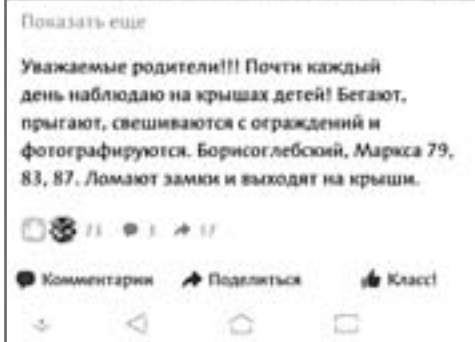 Показать еще
Уважаемые родители!!! Почти каждый
день наблюдаю на крышах детей! Бегают,
прыгают, свешиваются с ограждений и
фотографируются. Борисоглебский, Маркса 79,
83, 87. Ломают замки и выходят на крыши.
Комментарии Поделиться Класс!